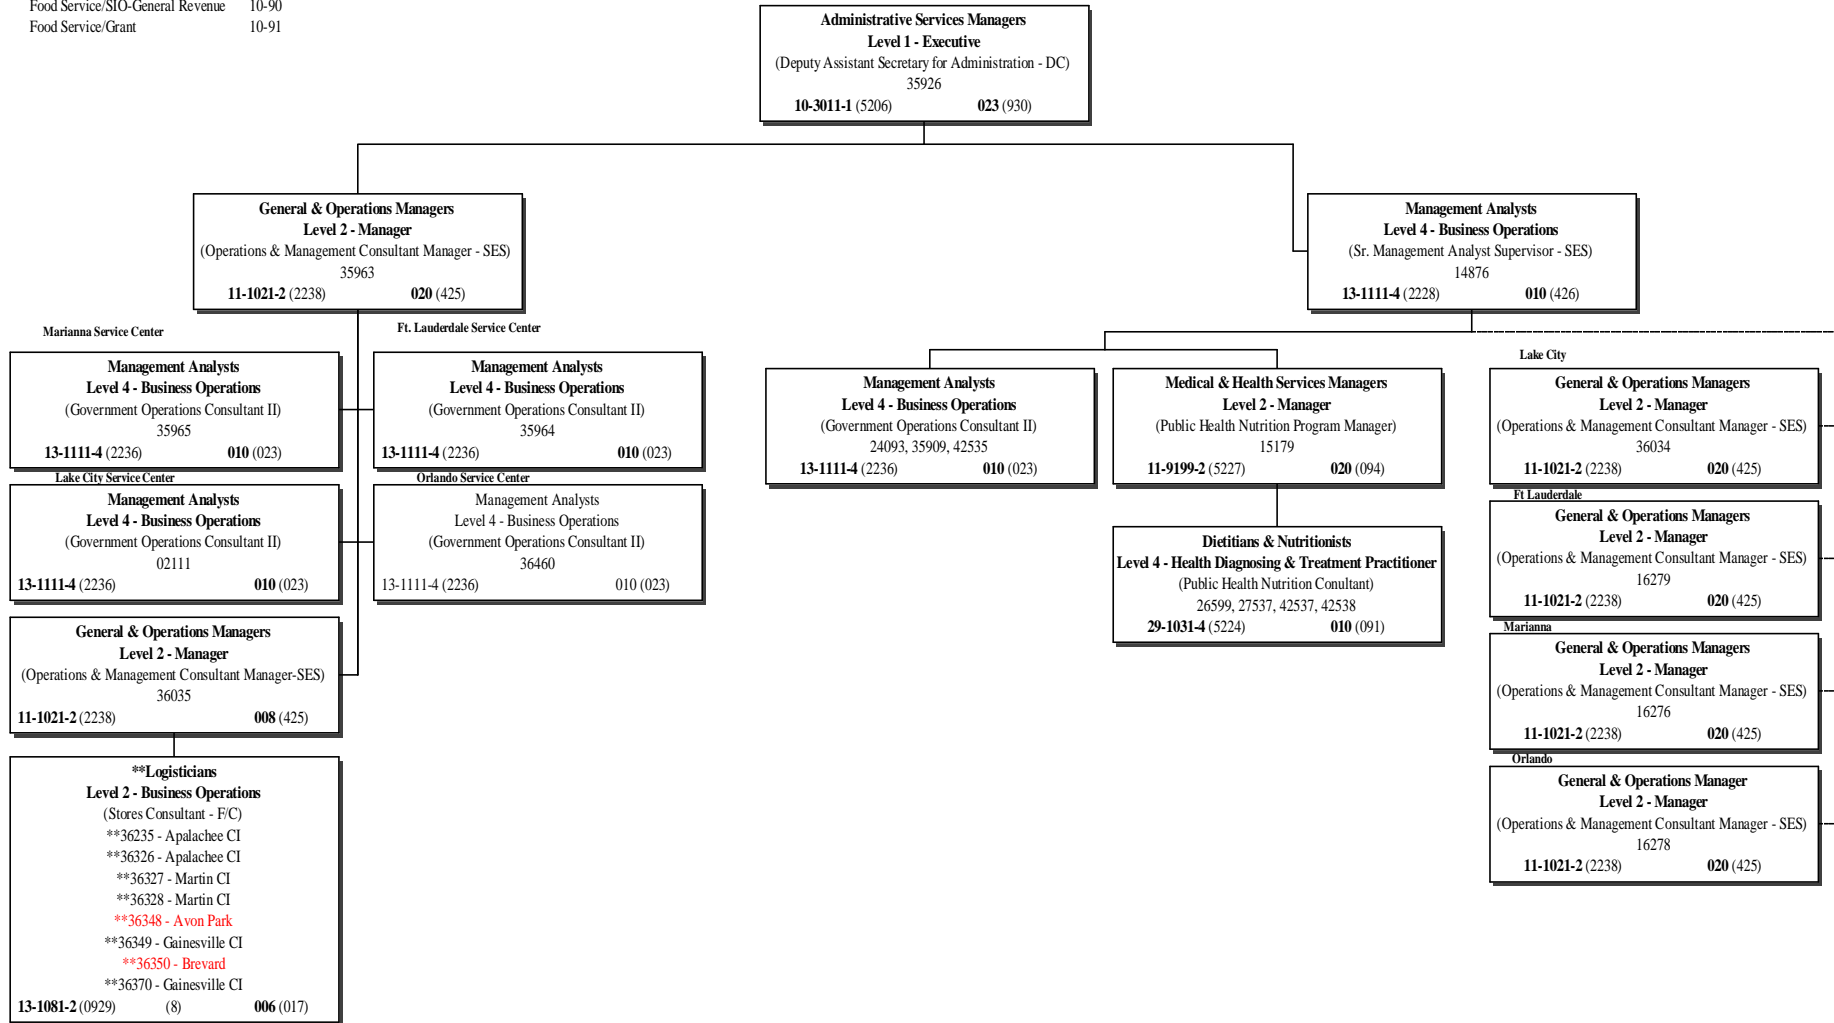 Food Service/SIO-General Revenue 10-90
Food Service/Grant 10-91
Administrative Services Managers
Level 1 - Executive
(Deputy Assistant Secretary for Administration - DC)
35926
10-3011-1 (5206) 023 (930)
General & Operations Managers
Level 2 - Manager
(Operations & Management Consultant Manager - SES)
35963
11-1021-2 (2238) 020 (425)
Management Analysts
Level 4 - Business Operations
(Sr. Management Analyst Supervisor - SES)
14876
13-1111-4 (2228) 010 (426)
Marianna Service Center
Management Analysts
Level 4 - Business Operations
(Government Operations Consultant II)
35965
13-1111-4 (2236) 010 (023)
Ft. Lauderdale Service Center
Management Analysts
Level 4 - Business Operations
(Government Operations Consultant II)
35964
13-1111-4 (2236) 010 (023)
Lake City Service Center
Management Analysts
Level 4 - Business Operations
(Government Operations Consultant II)
02111
13-1111-4 (2236) 010 (023)
Orlando Service Center
Management Analysts
Level 4 - Business Operations
(Government Operations Consultant II)
36460
13-1111-4 (2236) 010 (023)
General & Operations Managers
Level 2 - Manager
(Operations & Management Consultant Manager-SES)
36035
11-1021-2 (2238) 008 (425)
**Logisticians
Level 2 - Business Operations
(Stores Consultant - F/C)
**36235 - Apalachee CI
**36326 - Apalachee CI
**36327 - Martin CI
**36328 - Martin CI
**36348 - Avon Park
**36349 - Gainesville CI
**36350 - Brevard
**36370 - Gainesville CI
13-1081-2 (0929) (8) 006 (017)
Management Analysts
Level 4 - Business Operations
(Government Operations Consultant II)
24093, 35909, 42535
13-1111-4 (2236) 010 (023)
Medical & Health Services Managers
Level 2 - Manager
(Public Health Nutrition Program Manager)
15179
11-9199-2 (5227) 020 (094)
Dietitians & Nutritionists
Level 4 - Health Diagnosing & Treatment Practitioner
(Public Health Nutrition Conultant)
26599, 27537, 42537, 42538
29-1031-4 (5224) 010 (091)
Lake City
General & Operations Managers
Level 2 - Manager
(Operations & Management Consultant Manager - SES)
36034
11-1021-2 (2238) 020 (425)
Ft Lauderdale
General & Operations Managers
Level 2 - Manager
(Operations & Management Consultant Manager - SES)
16279
11-1021-2 (2238) 020 (425)
Marianna
General & Operations Managers
Level 2 - Manager
(Operations & Management Consultant Manager - SES)
16276
11-1021-2 (2238) 020 (425)
Orlando
General & Operations Manager
Level 2 - Manager
(Operations & Management Consultant Manager - SES)
16278
11-1021-2 (2238) 020 (425)